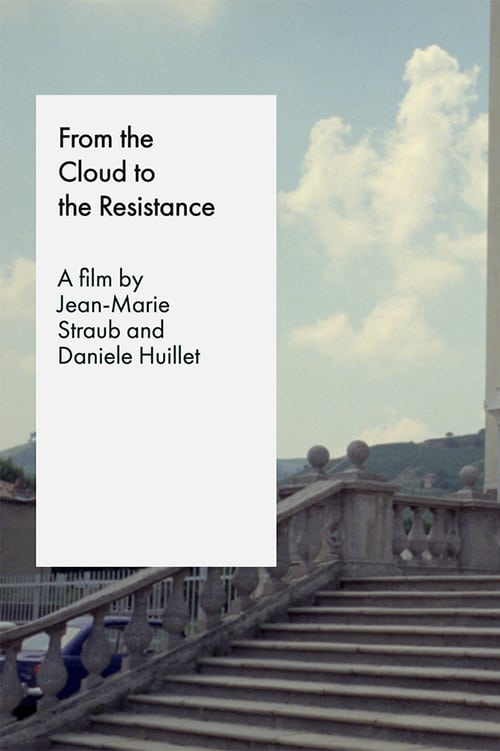 From the
Cloud to
the Resistance
A film by
Jean-Marie
Straub and
Daniele Huillet